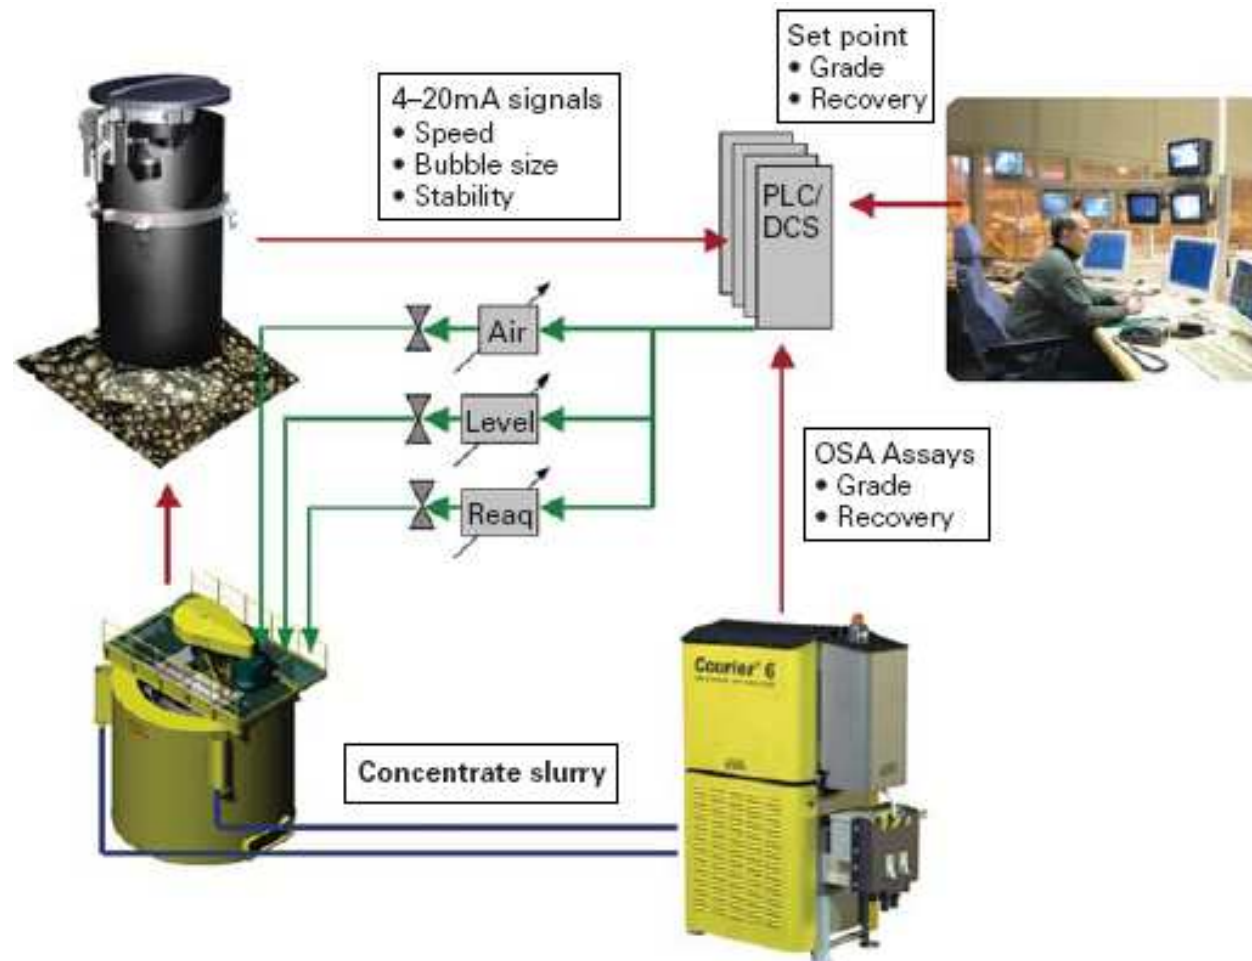 Set point
• Grade
• Recovery
4–20mA signals
• Speed
• Bubble size
• Stability
PLC/
DCS
Air
Level
Reaq
OSA Assays
• Grade
• Recovery
Courier® 6
Concentrate slurry